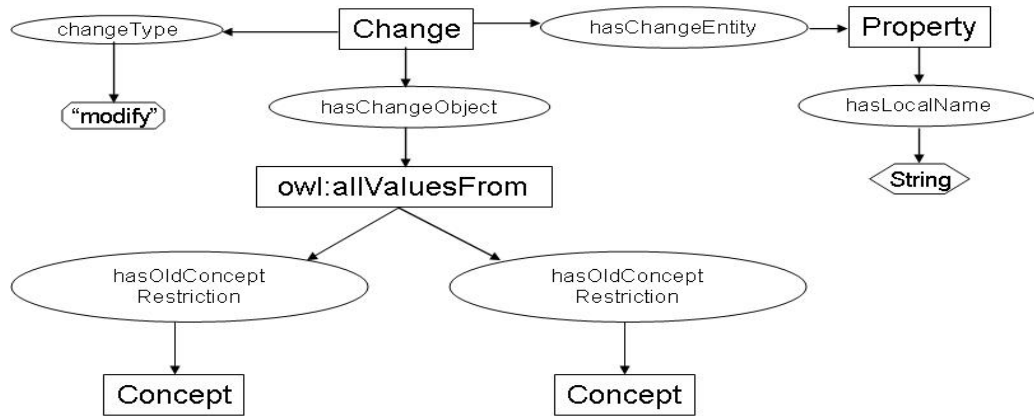 changeType
Change
hasChangeEntity
Property
“modify”
hasChangeObject
hasLocalName
owl:allValuesFrom
String
hasOldConcept
Restriction
hasOldConcept
Restriction
Concept
Concept